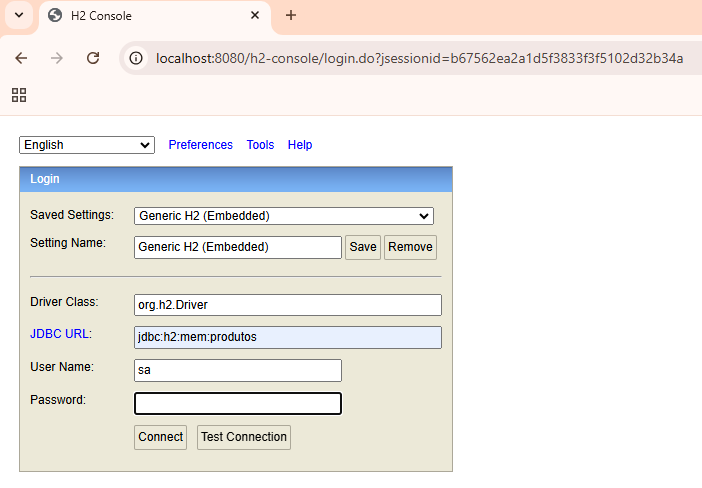 H2 Console
localhost:8080/h2-console/login.do?jsessionid=b67562ea2a1d5f3833f3f5102d32b34a
English Preferences Tools Help
Login
Saved Settings: Generic H2 (Embedded)
Setting Name: Generic H2 (Embedded) Save Remove
Driver Class: org.h2.Driver
JDBC URL: jdbc:h2:mem:produtos
User Name: sa
Password:
Connect Test Connection